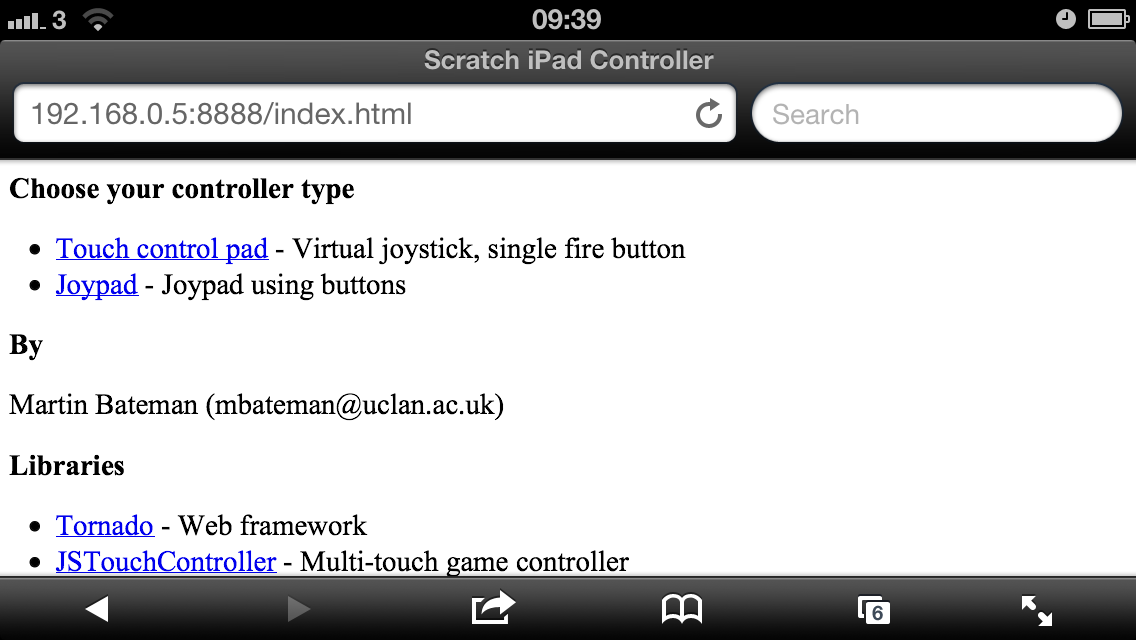 3 09:39
Scratch iPad Controller
192.168.0.5:8888/index.html Search
Choose your controller type
Touch control pad - Virtual joystick, single fire button
Joypad - Joypad using buttons
By
Martin Bateman (mbateman@uclan.ac.uk)
Libraries
Tornado - Web framework
JSTouchController - Multi-touch game controller
6